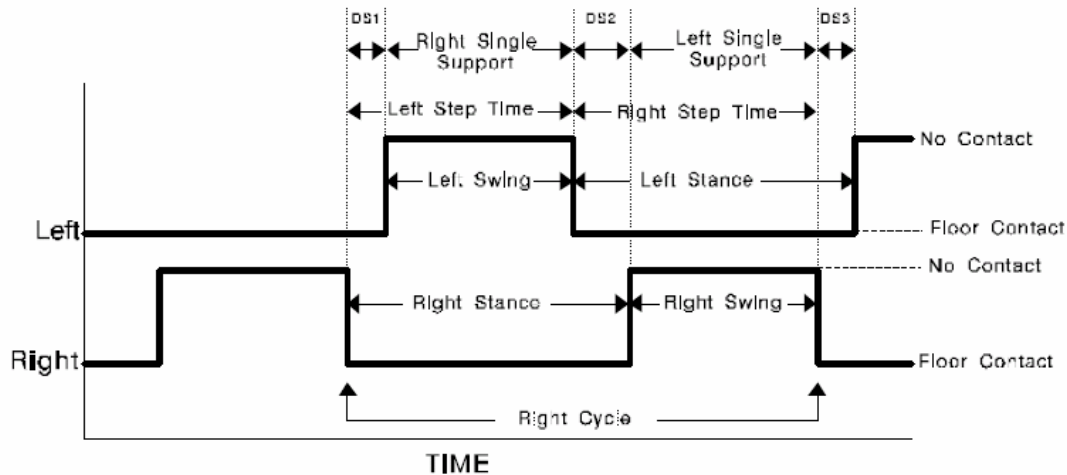 DS1 DS2 DS3
Right Single Support
Left Single Support
Left Step Time
Right Step Time
No Contact
Left Swing
Left Stance
Left
Floor Contact
No Contact
Right Stance
Right Swing
Right
Floor Contact
Right Cycle
TIME